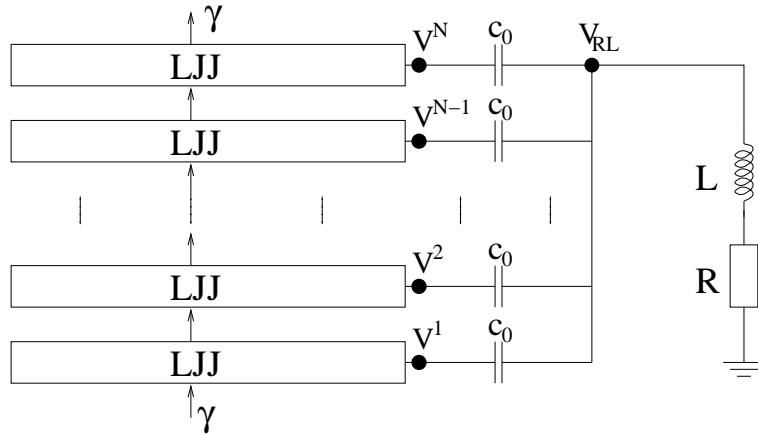 γ
V^N c_0 V_RL
LJJ
V^{N-1} c_0
LJJ
L
V^2 c_0
LJJ
R
V^1 c_0
LJJ
γ